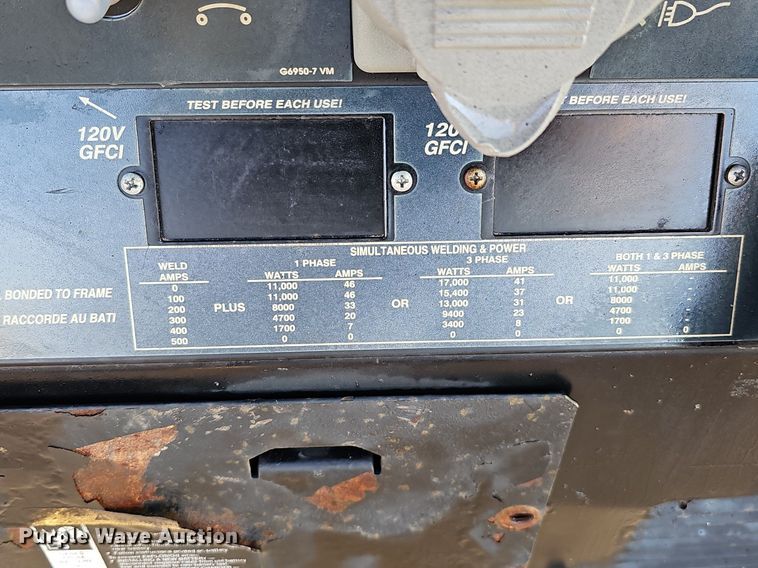 G6950-7 VM
TEST BEFORE EACH USE!
T BEFORE EACH USE!
120V
GFCI
120
GFCI
SIMULTANEOUS WELDING & POWER
WELD 1 PHASE 3 PHASE BOTH 1 & 3 PHASE
AMPS WATTS AMPS WATTS AMPS WATTS AMPS
0 11,000 46 17,000 41 11,000 -
100 11,000 46 15,400 37 11,000 -
200 PLUS 8000 33 OR 13,000 31 OR 8000 -
300 4700 20 9400 23 4700 -
400 1700 7 3400 8 1700 -
500 0 0 0 0 0 0
BONDED TO FRAME
RACCORDE AU BATI
Purple Wave Auction